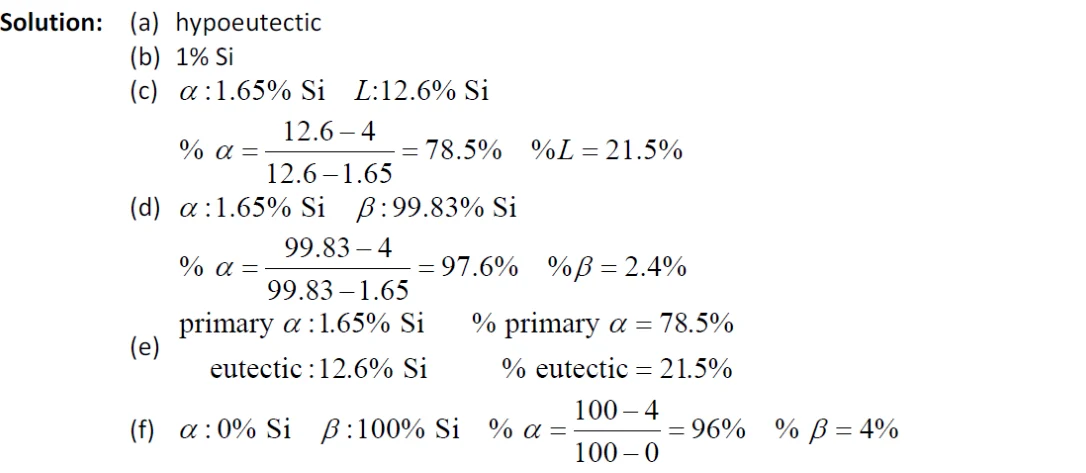 Solution: (a) hypoeutectic
(b) 1% Si
(c) α : 1.65% Si L:12.6% Si
% α = (12.6 – 4) / (12.6 – 1.65) = 78.5% %L = 21.5%
(d) α : 1.65% Si β : 99.83% Si
% α = (99.83 – 4) / (99.83 – 1.65) = 97.6% %β = 2.4%
(e) primary α : 1.65% Si % primary α = 78.5%
eutectic : 12.6% Si % eutectic = 21.5%
(f) α : 0% Si β : 100% Si % α = (100 – 4) / (100 – 0) = 96% % β = 4%